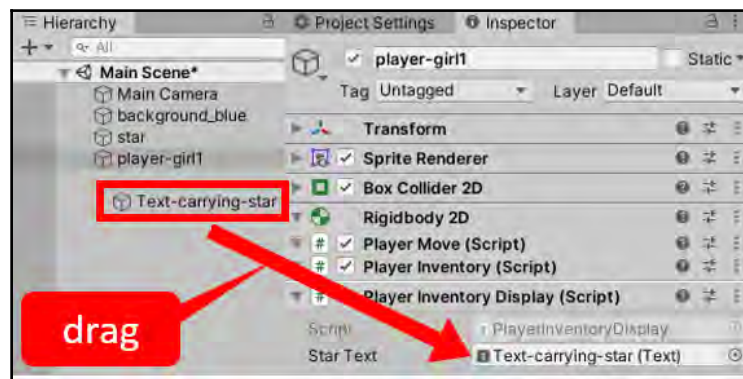 Hierarchy
All
Main Scene*
Main Camera
background_blue
star
player-girl1
Text-carrying-star
drag
Project Settings
Inspector
player-girl1
Static
Tag Untagged
Layer Default
Transform
Sprite Renderer
Box Collider 2D
Rigidbody 2D
Player Move (Script)
Player Inventory (Script)
Player Inventory Display (Script)
Script
PlayerInventoryDisplay
Star Text
Text-carrying-star (Text)